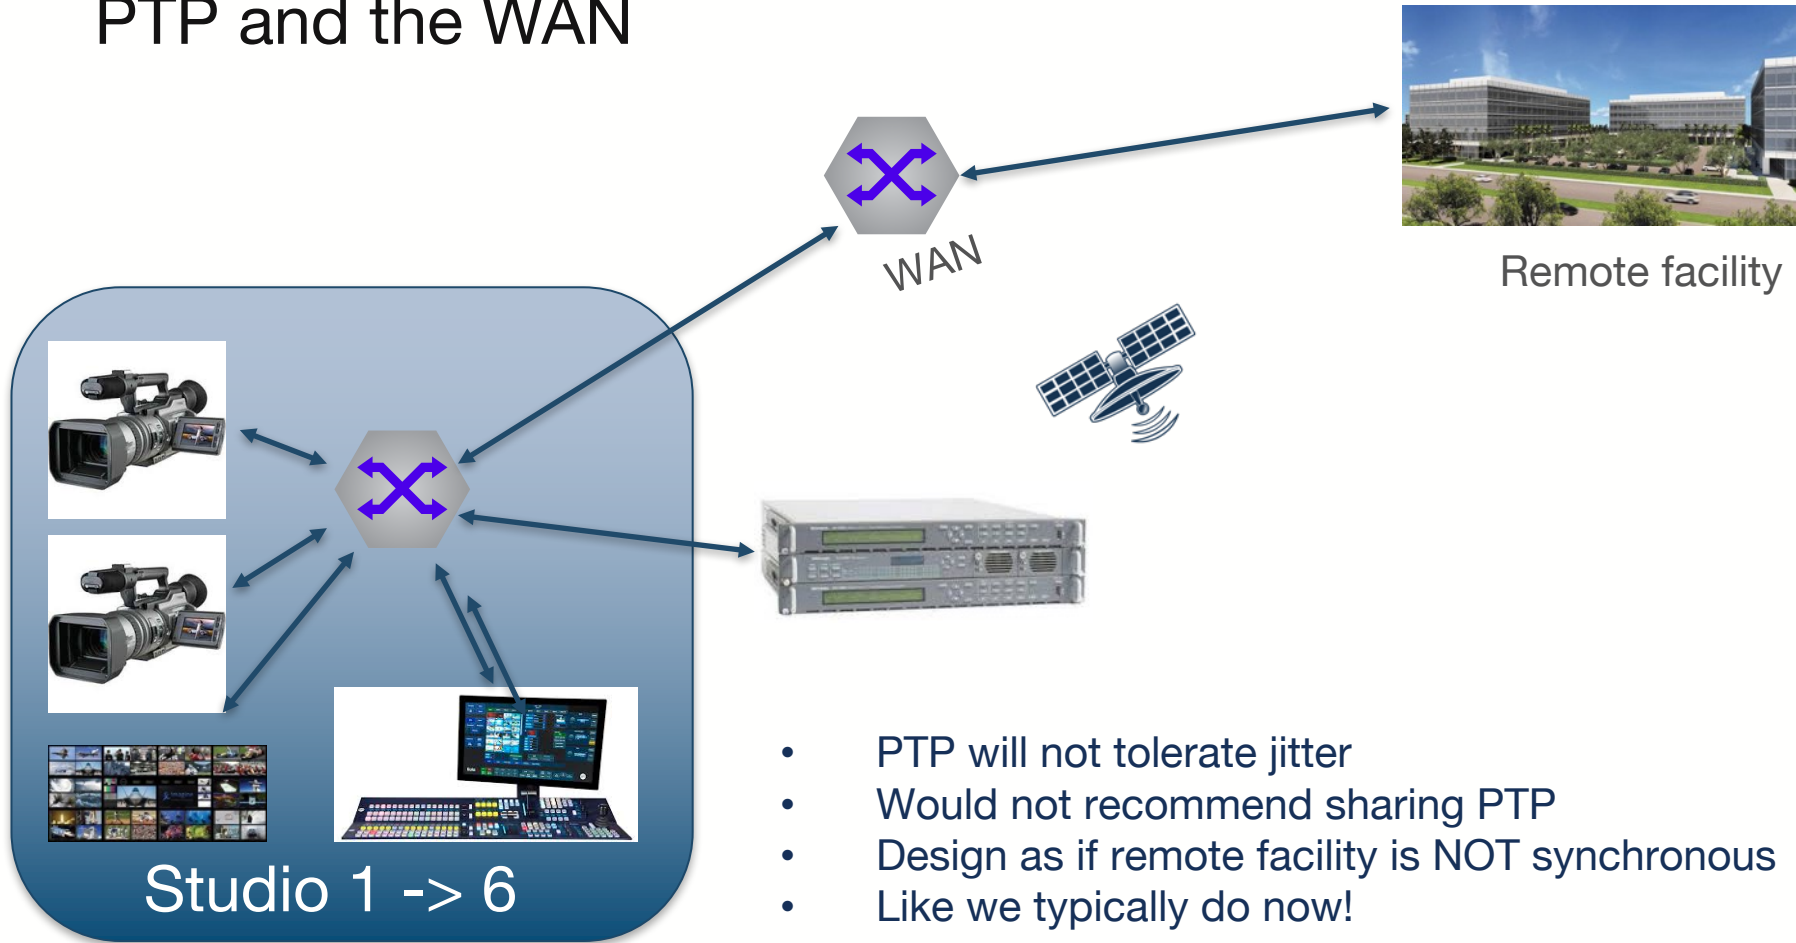 PTP and the WAN
WAN
Remote facility
Studio 1 -> 6
• PTP will not tolerate jitter
• Would not recommend sharing PTP
• Design as if remote facility is NOT synchronous
• Like we typically do now!